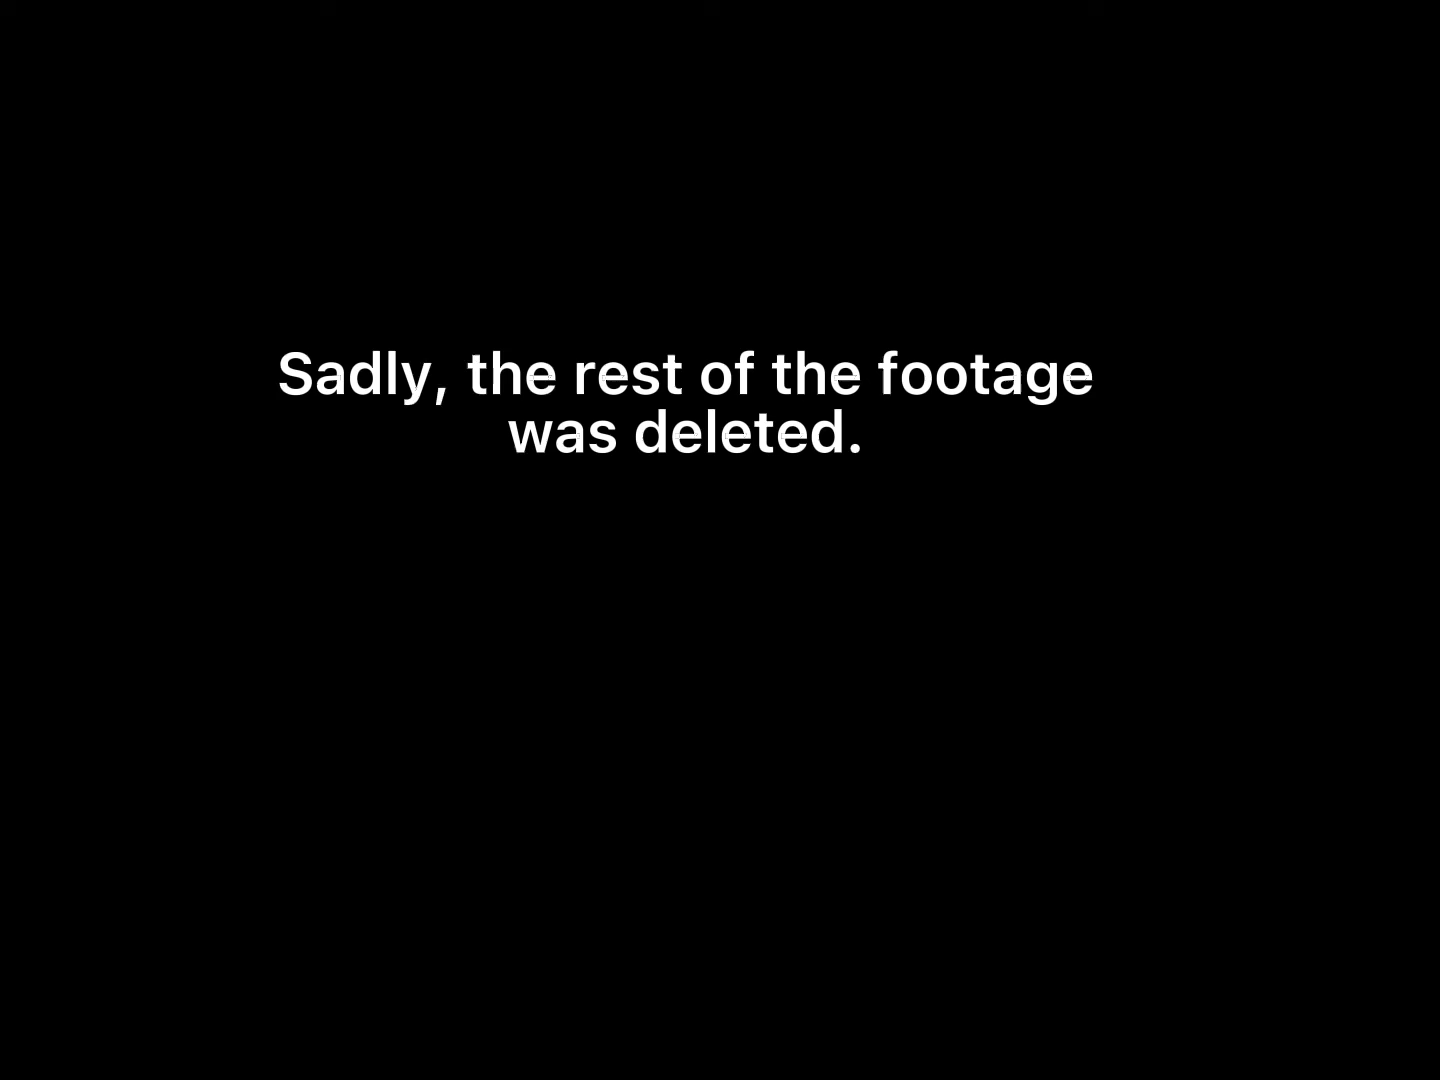 Sadly, the rest of the footage
was deleted.